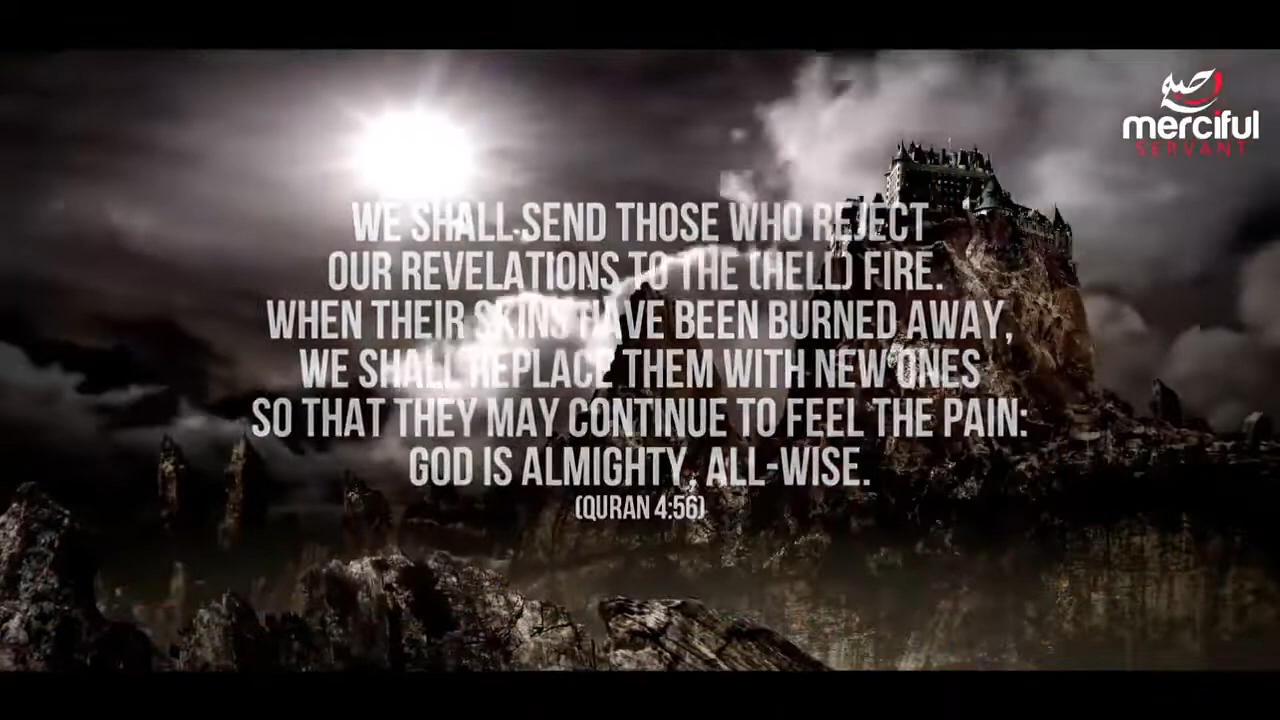 merciful
SERVANT
WE SHALL SEND THOSE WHO REJECT
OUR REVELATIONS TO THE (HELL) FIRE.
WHEN THEIR SKINS HAVE BEEN BURNED AWAY,
WE SHALL REPLACE THEM WITH NEW ONES
SO THAT THEY MAY CONTINUE TO FEEL THE PAIN:
GOD IS ALMIGHTY, ALL-WISE.
(QURAN 4:56)